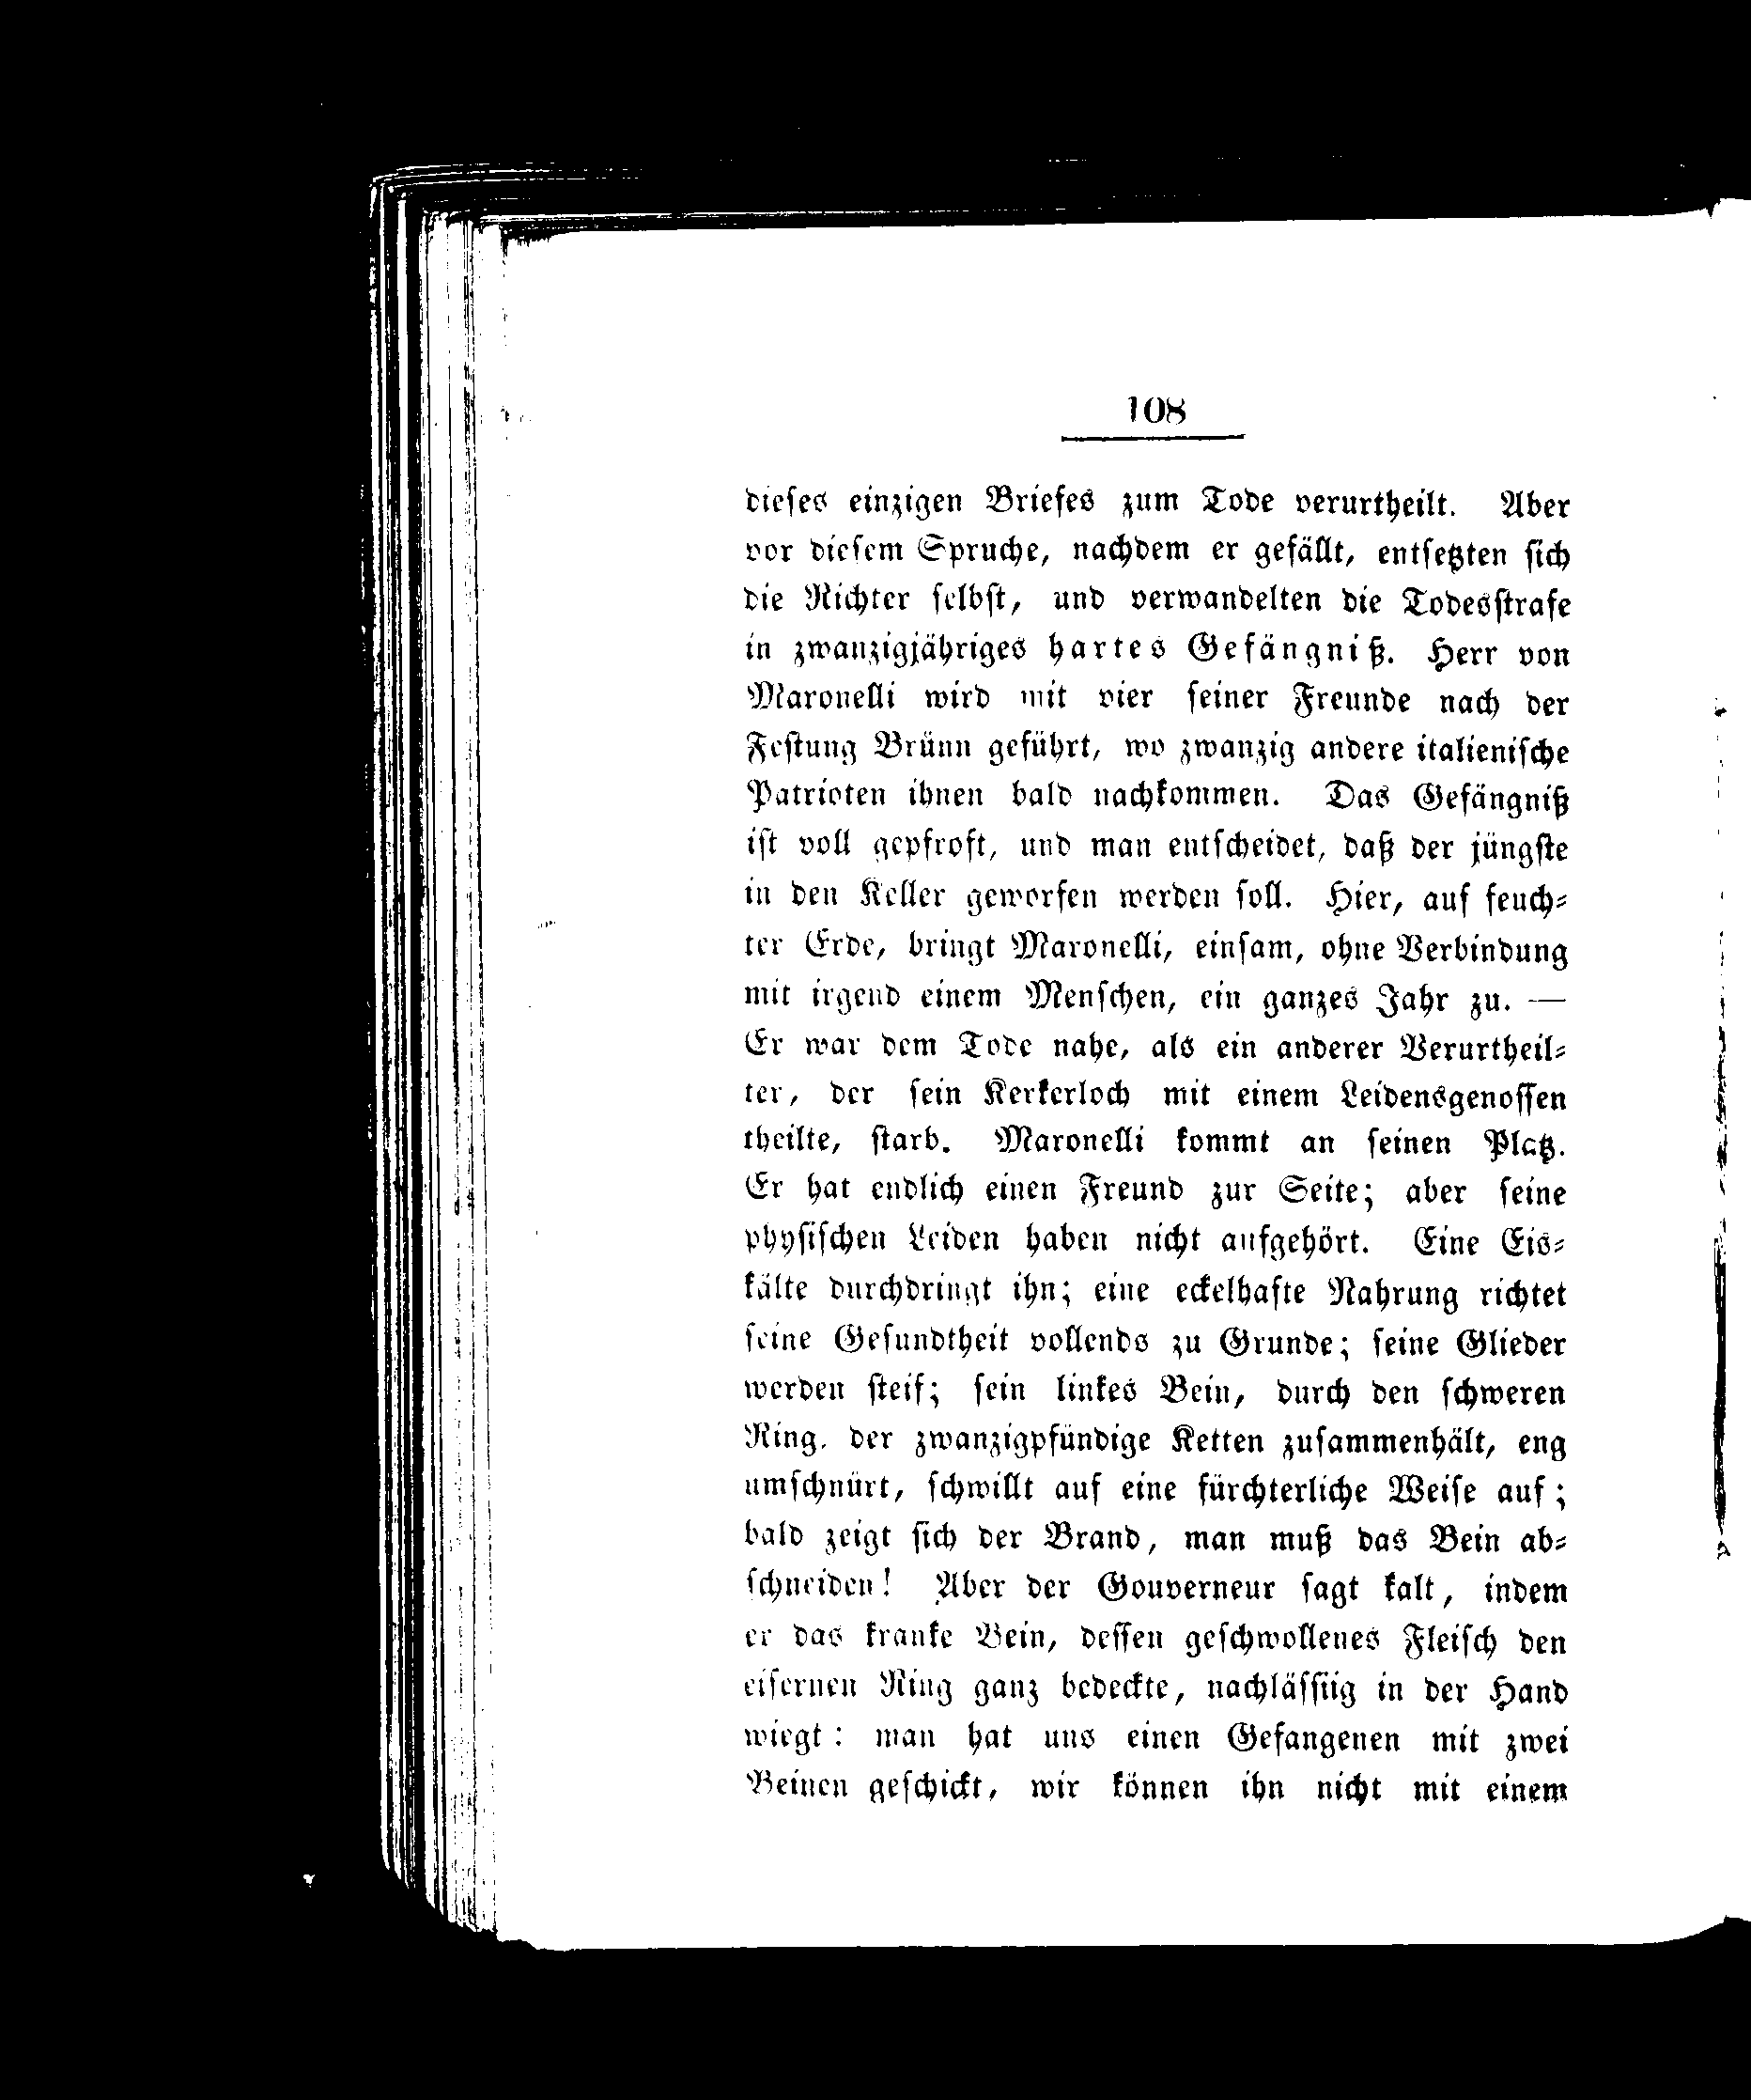 108
dieſes einzigen Briefes zum Tode verurtheilt. Aber
vor dieſem Spruche, nachdem er gefällt, entſetzten ſich
die Richter ſelbſt, und verwandelten die Todesſtrafe
in zwanzigjähriges hartes Gefängniß. Herr von
Maronelli wird mit vier ſeiner Freunde nach der
Feſtung Brünn geführt, wo zwanzig andere italieniſche
Patrioten ihnen bald nachkommen. Das Gefängniß
iſt voll gepfroft, und man entſcheidet, daß der jüngſte
in den Keller geworfen werden ſoll. Hier, auf feuch⸗
ter Erde, bringt Maronelli, einſam, ohne Verbindung
mit irgend einem Menſchen, ein ganzes Jahr zu. —
Er war dem Tode nahe, als ein anderer Verurtheil⸗
ter, der ſein Kerkerloch mit einem Leidensgenoſſen
theilte, ſtarb. Maronelli kommt an ſeinen Platz.
Er hat endlich einen Freund zur Seite; aber ſeine
phyſiſchen Leiden haben nicht aufgehört. Eine Eis⸗
kälte durchdringt ihn; eine eckelhafte Nahrung richtet
ſeine Geſundtheit vollends zu Grunde; ſeine Glieder
werden ſteif; ſein linkes Bein, durch den ſchweren
Ring, der zwanzigpfündige Ketten zuſammenhält, eng
umſchnürt, ſchwillt auf eine fürchterliche Weiſe auf;
bald zeigt ſich der Brand, man muß das Bein ab⸗
ſchneiden! Aber der Gouverneur ſagt kalt, indem
er das kranke Bein, deſſen geſchwollenes Fleiſch den
eiſernen Ring ganz bedeckte, nachläſſiig in der Hand
wiegt: man hat uns einen Gefangenen mit zwei
Beinen geſchickt, wir können ihn nicht mit einem